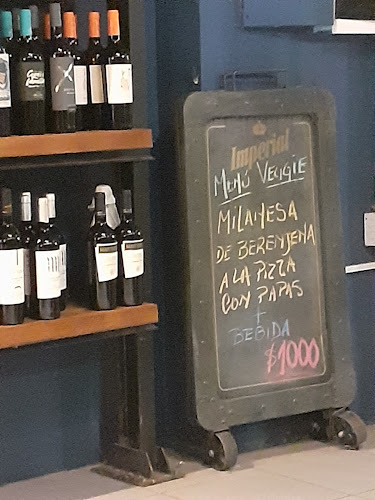 Imperial
MENÚ VEGGIE
MILANESA
DE BERENJENA
A LA PIZZA
CON PAPAS
+
BEBIDA
$1000